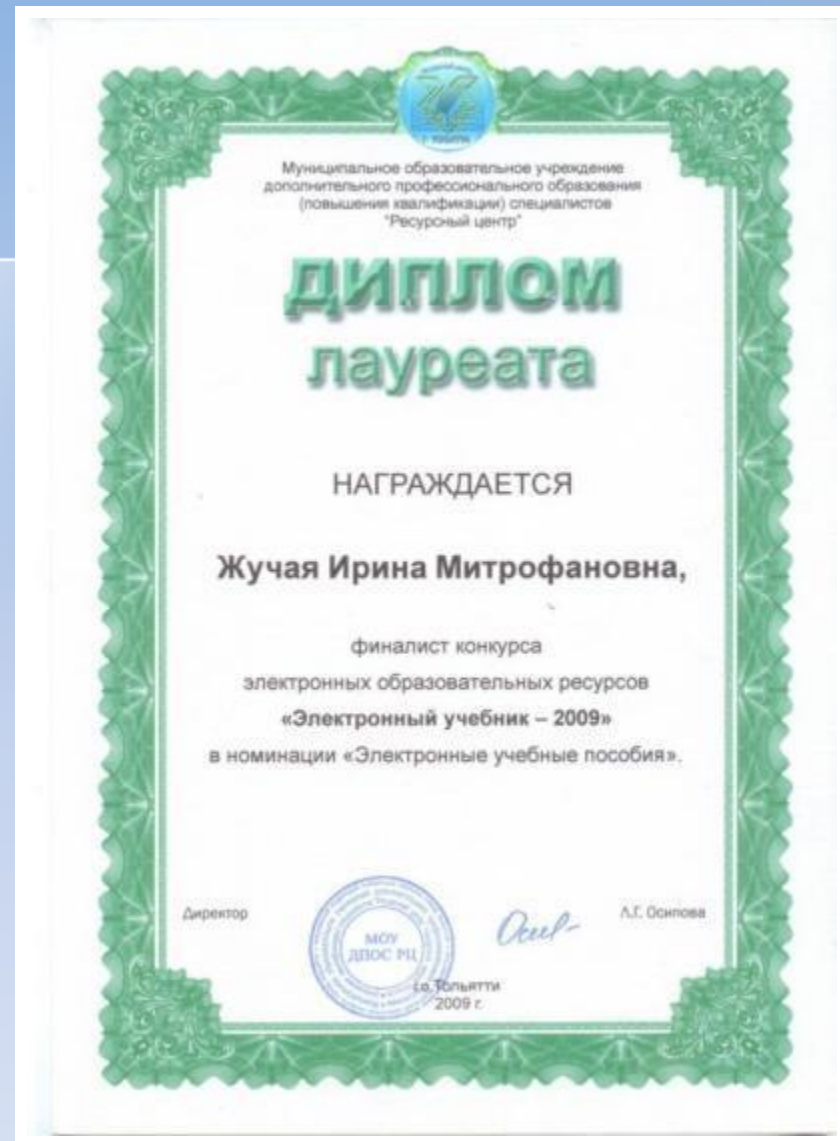 г. Тольятти
Муниципальное образовательное учреждение
дополнительного профессионального образования
(повышения квалификации) специалистов
"Ресурсный центр"
ДИПЛОМ
лауреата
НАГРАЖДАЕТСЯ
Жучая Ирина Митрофановна,
финалист конкурса
электронных образовательных ресурсов
«Электронный учебник – 2009»
в номинации «Электронные учебные пособия».
Директор
МОУ
ДПОС РЦ
Л.Г. Осипова
г.о.Тольятти
2009 г.